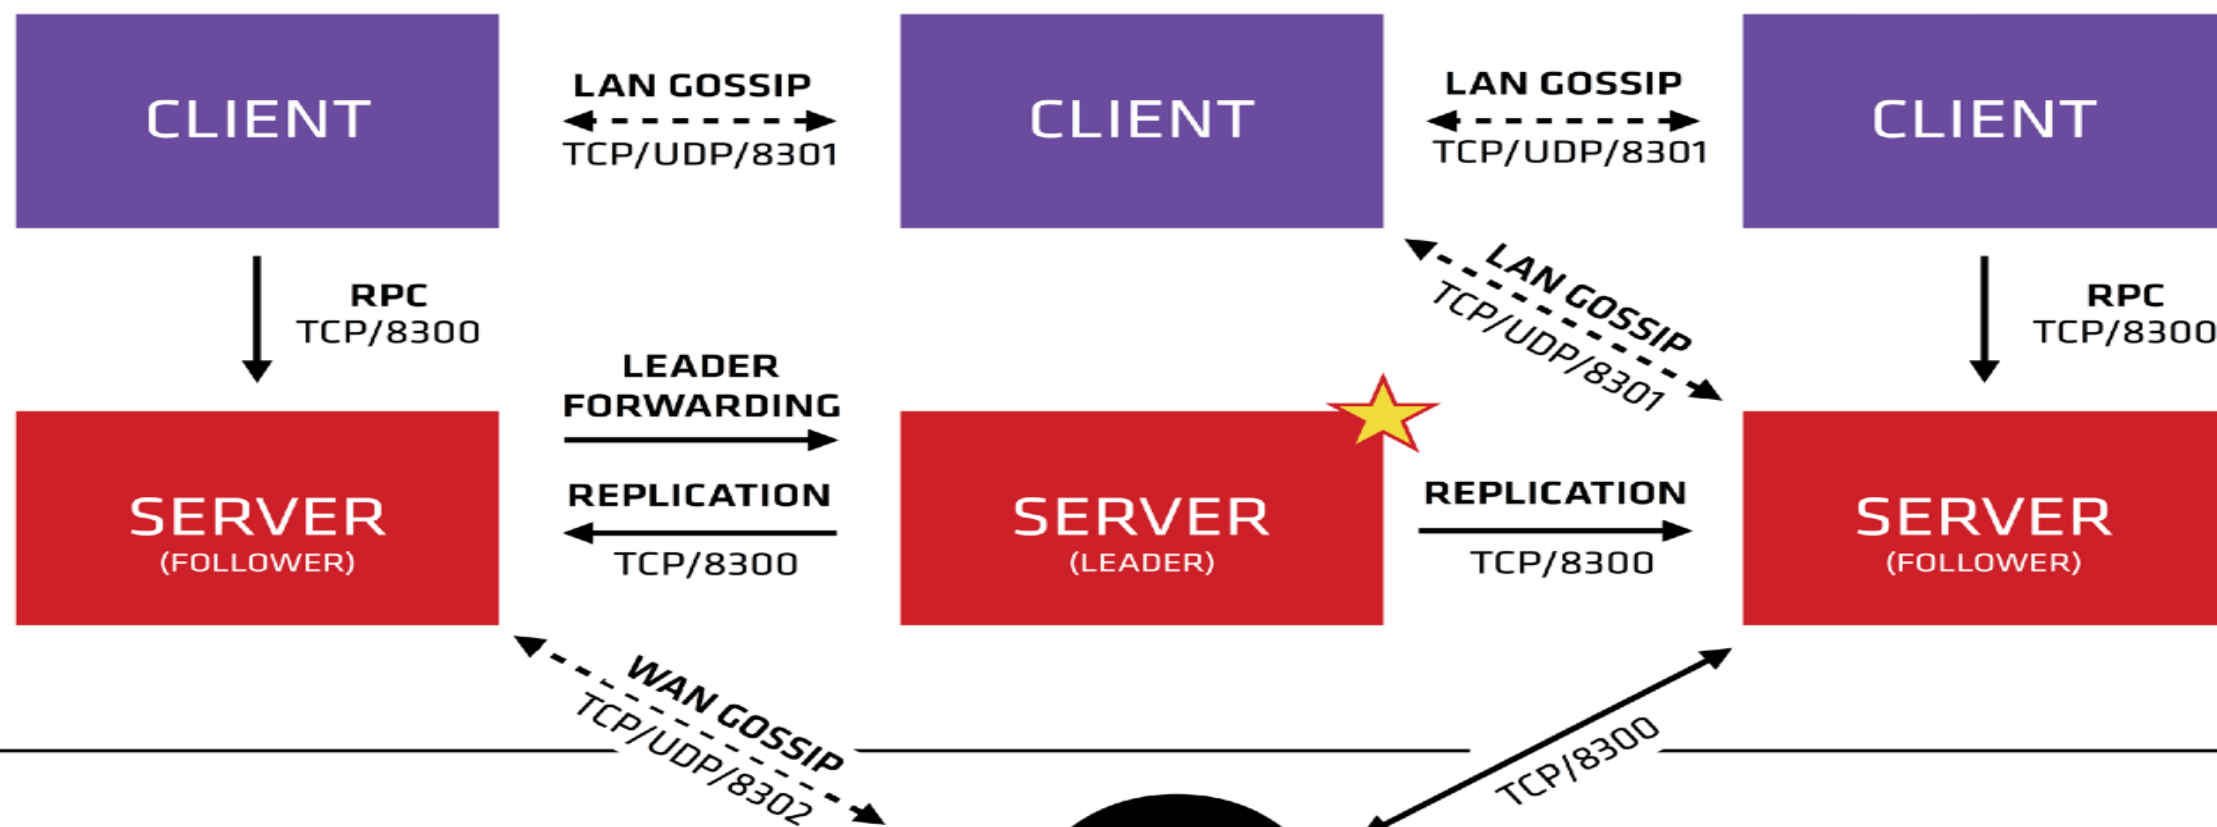 CLIENT
LAN GOSSIP
TCP/UDP/8301
CLIENT
LAN GOSSIP
TCP/UDP/8301
CLIENT
RPC
TCP/8300
LAN GOSSIP
TCP/UDP/8301
RPC
TCP/8300
LEADER
FORWARDING
SERVER
(FOLLOWER)
REPLICATION
TCP/8300
SERVER
(LEADER)
REPLICATION
TCP/8300
SERVER
(FOLLOWER)
WAN GOSSIP
TCP/UDP/8302
TCP/8300